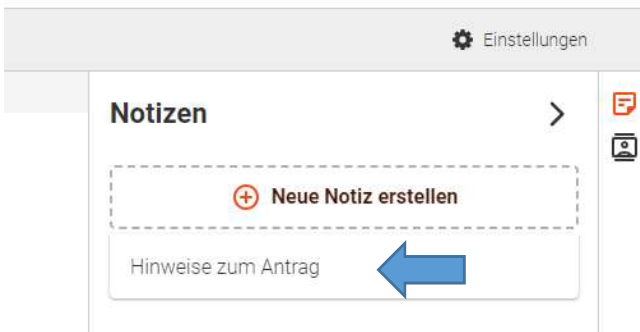 Einstellungen
Notizen
Neue Notiz erstellen
Hinweise zum Antrag